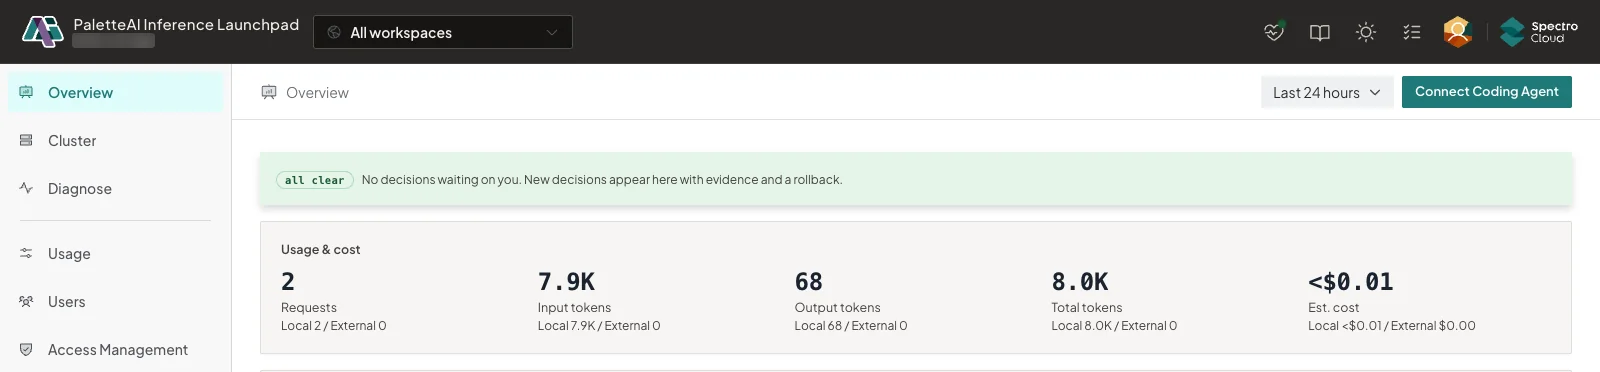 PaletteAI Inference Launchpad
All workspaces
Spectro
Cloud
Overview
Cluster
Diagnose
Usage
Users
Access Management
Overview
Last 24 hours
Connect Coding Agent
all clear No decisions waiting on you. New decisions appear here with evidence and a rollback.
Usage & cost
2
Requests
Local 2 / External 0
7.9K
Input tokens
Local 7.9K / External 0
68
Output tokens
Local 68 / External 0
8.0K
Total tokens
Local 8.0K / External 0
<$0.01
Est. cost
Local <$0.01 / External $0.00